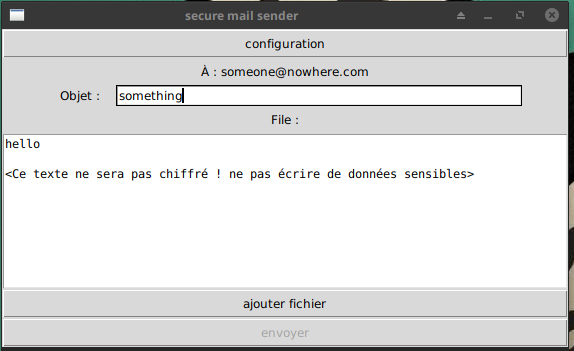 secure mail sender
configuration
À : someone@nowhere.com
Objet : something
File :
hello
<Ce texte ne sera pas chiffré ! ne pas écrire de données sensibles>
ajouter fichier
envoyer